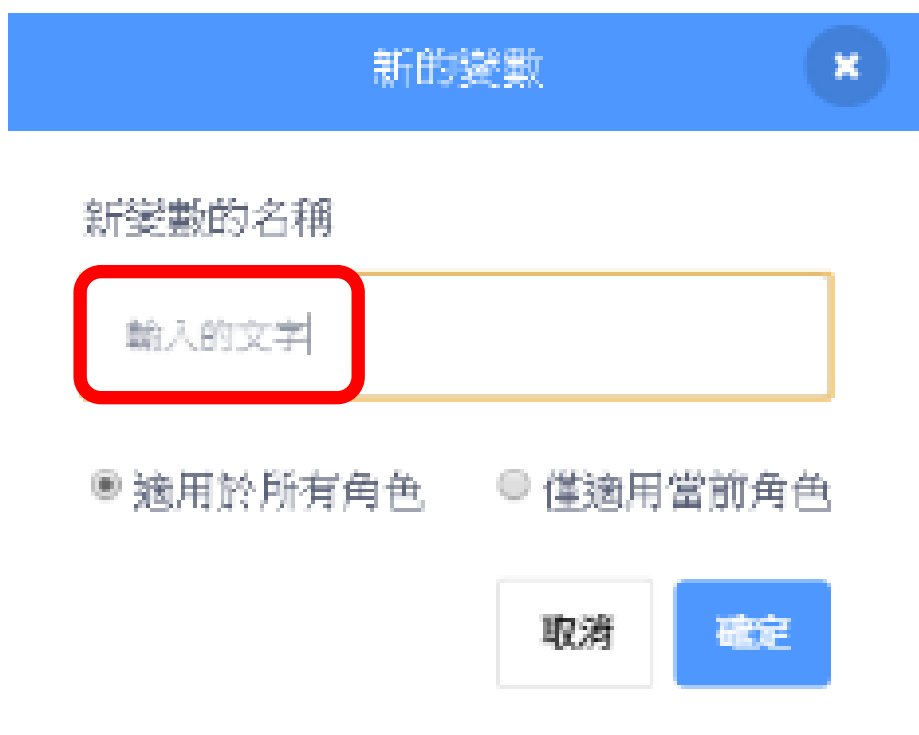 新的變數
新變數的名稱
輸入的文字
適用於所有角色 僅適用當前角色
取消 確定